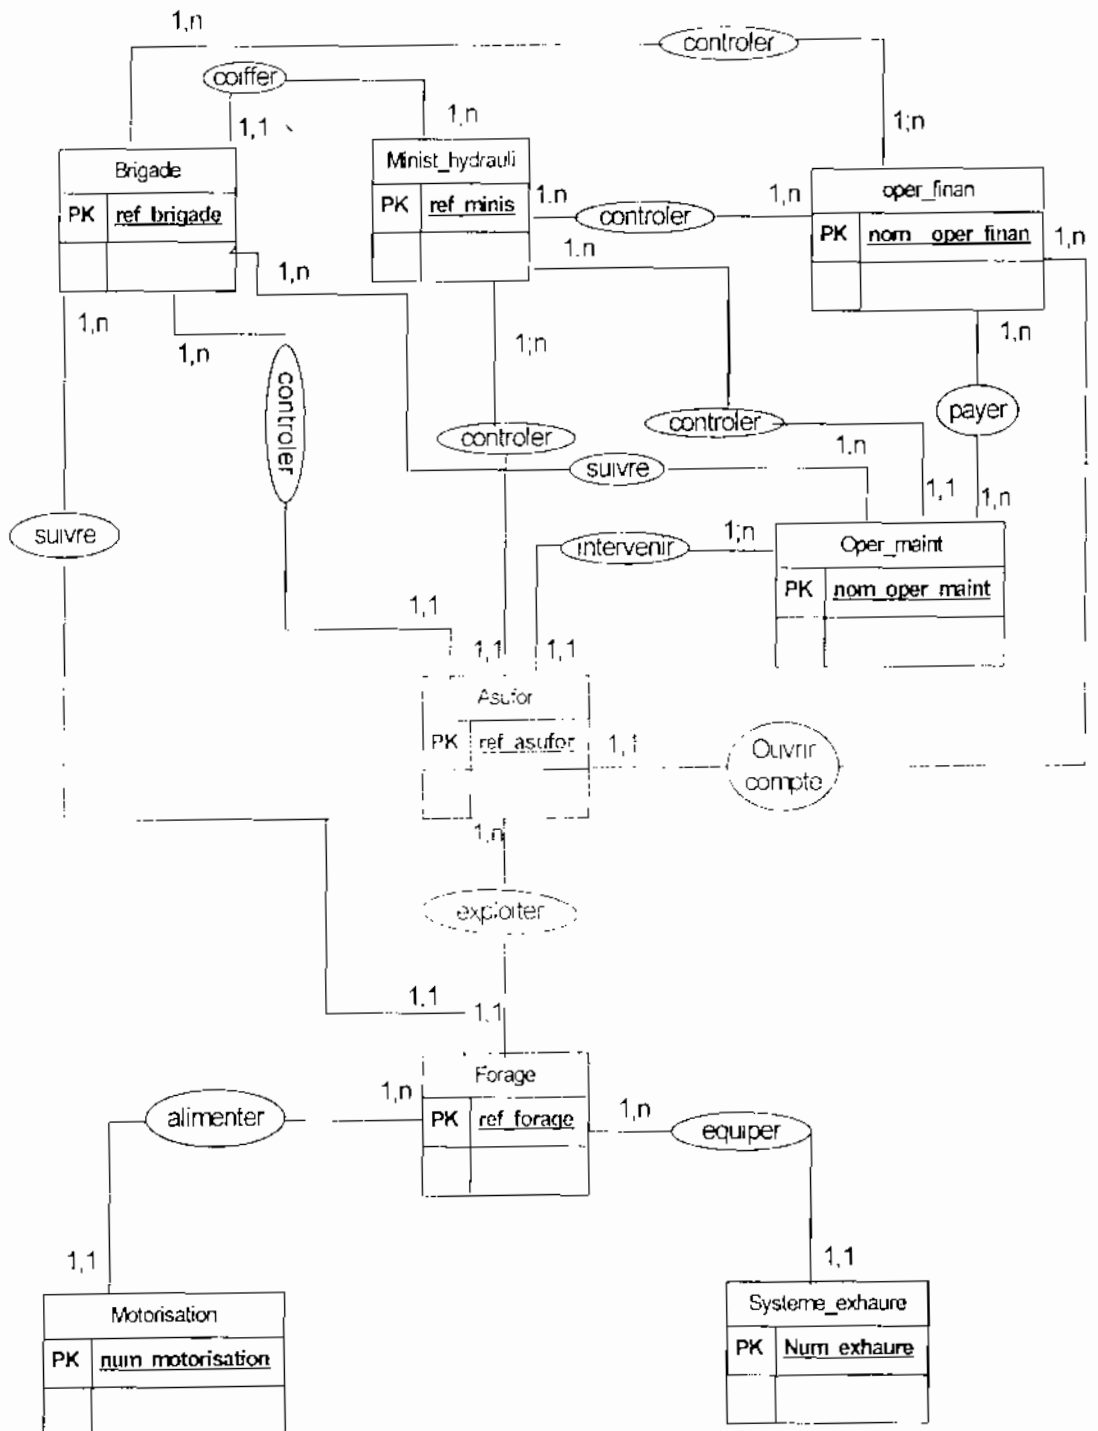 1,n
controler
coiffer
1,1
1,n
1;n
Brigade
PK ref_brigade
Minist_hydrauli
PK ref_minis
1.n
controler
1,n
oper_finan
PK nom_oper_finan
1,n
1.n
1,n
1,n
1,n
1;n
1,n
controler
controler
controler
payer
1.n
suivre
1,1
1,n
suivre
intervenir
1;n
Oper_maint
PK nom_oper_maint
1,1
1,1
1,1
Asufor
PK ref_asufor
1,1
Ouvrir
compte
1,n
exploiter
1.1
1,1
Forage
PK ref_forage
1,n
alimenter
1,n
equiper
1,1
1,1
Motorisation
PK num_motorisation
Systeme_exhaure
PK Num_exhaure